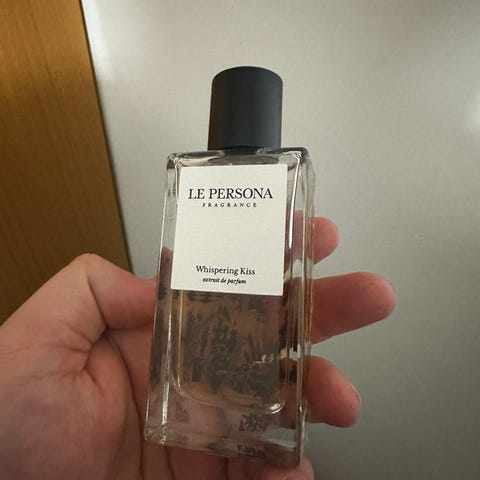 LE PERSONA
FRAGRANCE
Whispering Kiss
extrait de parfum